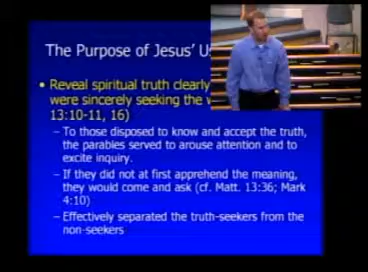 The Purpose of Jesus' U
• Reveal spiritual truth clearly
were sincerely seeking the
13:10-11, 16)
– To those disposed to know and accept the truth,
the parables served to arouse attention and to
excite inquiry.
– If they did not at first apprehend the meaning,
they would come and ask (cf. Matt. 13:36; Mark
4:10)
– Effectively separated the truth-seekers from the
non-seekers